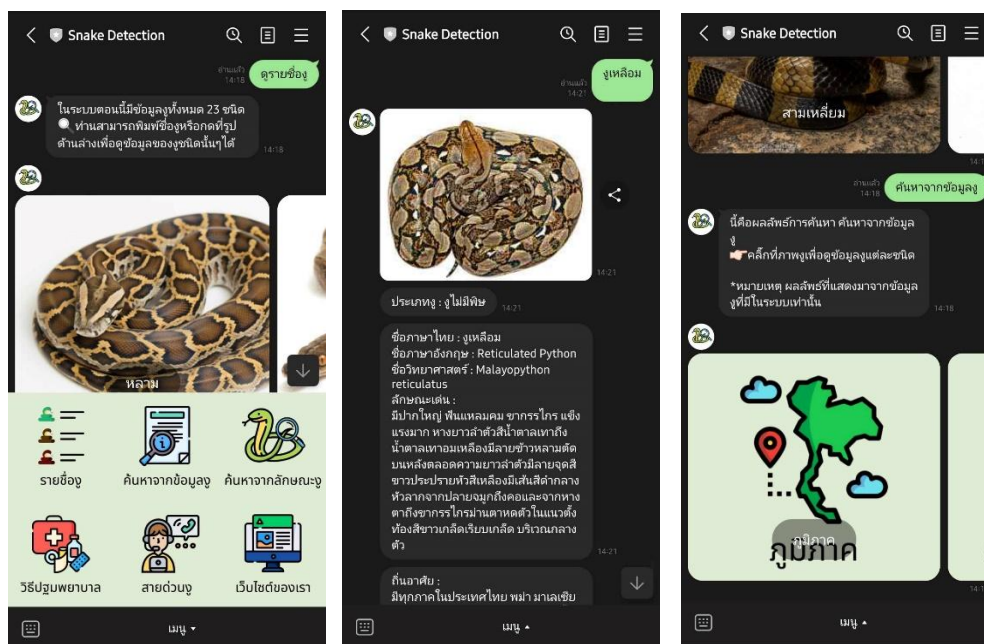 Snake Detection
อ่านแล้ว
14:18
ดูรายชื่องู
ในระบบตอนนี้มีข้อมูลงูทั้งหมด 23 ชนิด
ท่านสามารถพิมพ์ชื่องูหรือกดที่รูป
ด้านล่างเพื่อดูข้อมูลของงูชนิดนั้นๆได้
14:18
หลาม
รายชื่องู
ค้นหาจากข้อมูลงู
ค้นหาจากลักษณะงู
วิธีปฐมพยาบาล
สายด่วนงู
เว็บไซต์ของเรา
เมนู
Snake Detection
อ่านแล้ว
14:21
งูเหลือม
14:21
ประเภทงู : งูไม่มีพิษ
14:21
ชื่อภาษาไทย : งูเหลือม
ชื่อภาษาอังกฤษ : Reticulated Python
ชื่อวิทยาศาสตร์ : Malayopython
reticulatus
ลักษณะเด่น :
มีปากใหญ่ ฟันแหลมคม ขากรรไกร แข็ง
แรงมาก หางยาวลำตัวสีน้ำตาลเทาถึง
น้ำตาลเทาอมเหลืองมีลายข้าวหลามตัด
บนหลังตลอดความยาวลำตัวมีลายจุดสี
ขาวประปรายหัวสีเหลืองมีเส้นสีดำกลาง
หัวลากจากปลายจมูกถึงคอและจากหาง
ตาถึงขากรรไกรม่านตาหดตัวในแนวตั้ง
ท้องสีขาวเกล็ดเรียบเกล็ด บริเวณกลาง
ตัว
14:21
ถิ่นอาศัย :
มีทุกภาคในประเทศไทย พม่า มาเลเซีย
เมนู
Snake Detection
สามเหลี่ยม
อ่านแล้ว
14:18
ค้นหาจากข้อมูลงู
นี่คือผลลัพธ์การค้นหา ค้นหาจากข้อมูล
งู
คลิ๊กที่ภาพงูเพื่อดูข้อมูลงูแต่ละชนิด
*หมายเหตุ ผลลัพธ์ที่แสดงมาจากข้อมูล
งูที่มีในระบบเท่านั้น
14:18
ภูมิภาค
ภูมิภาค
เมนู